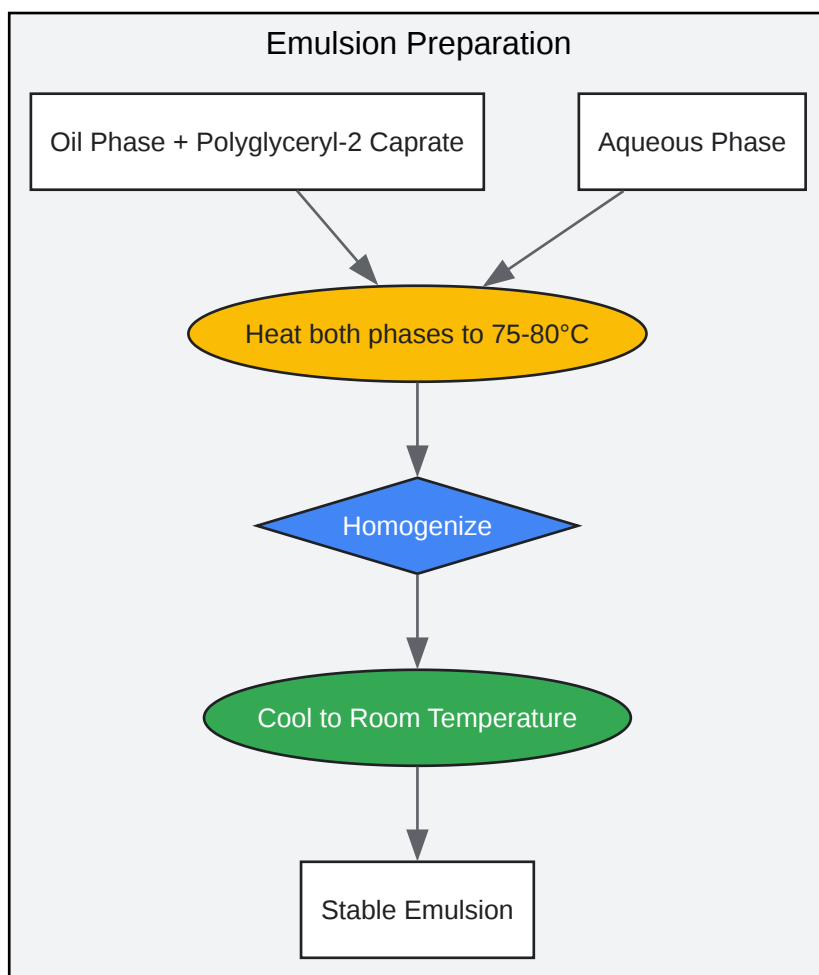 Emulsion Preparation
Oil Phase + Polyglyceryl-2 Caprate
Aqueous Phase
Heat both phases to 75-80°C
Homogenize
Cool to Room Temperature
Stable Emulsion